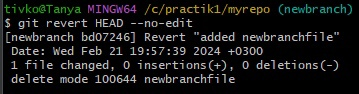 tivko@Tanya MINGW64 /c/practik1/myrepo (newbranch)
$ git revert HEAD --no-edit
[newbranch bd07246] Revert "added newbranchfile"
 Date: Wed Feb 21 19:57:39 2024 +0300
 1 file changed, 0 insertions(+), 0 deletions(-)
 delete mode 100644 newbranchfile